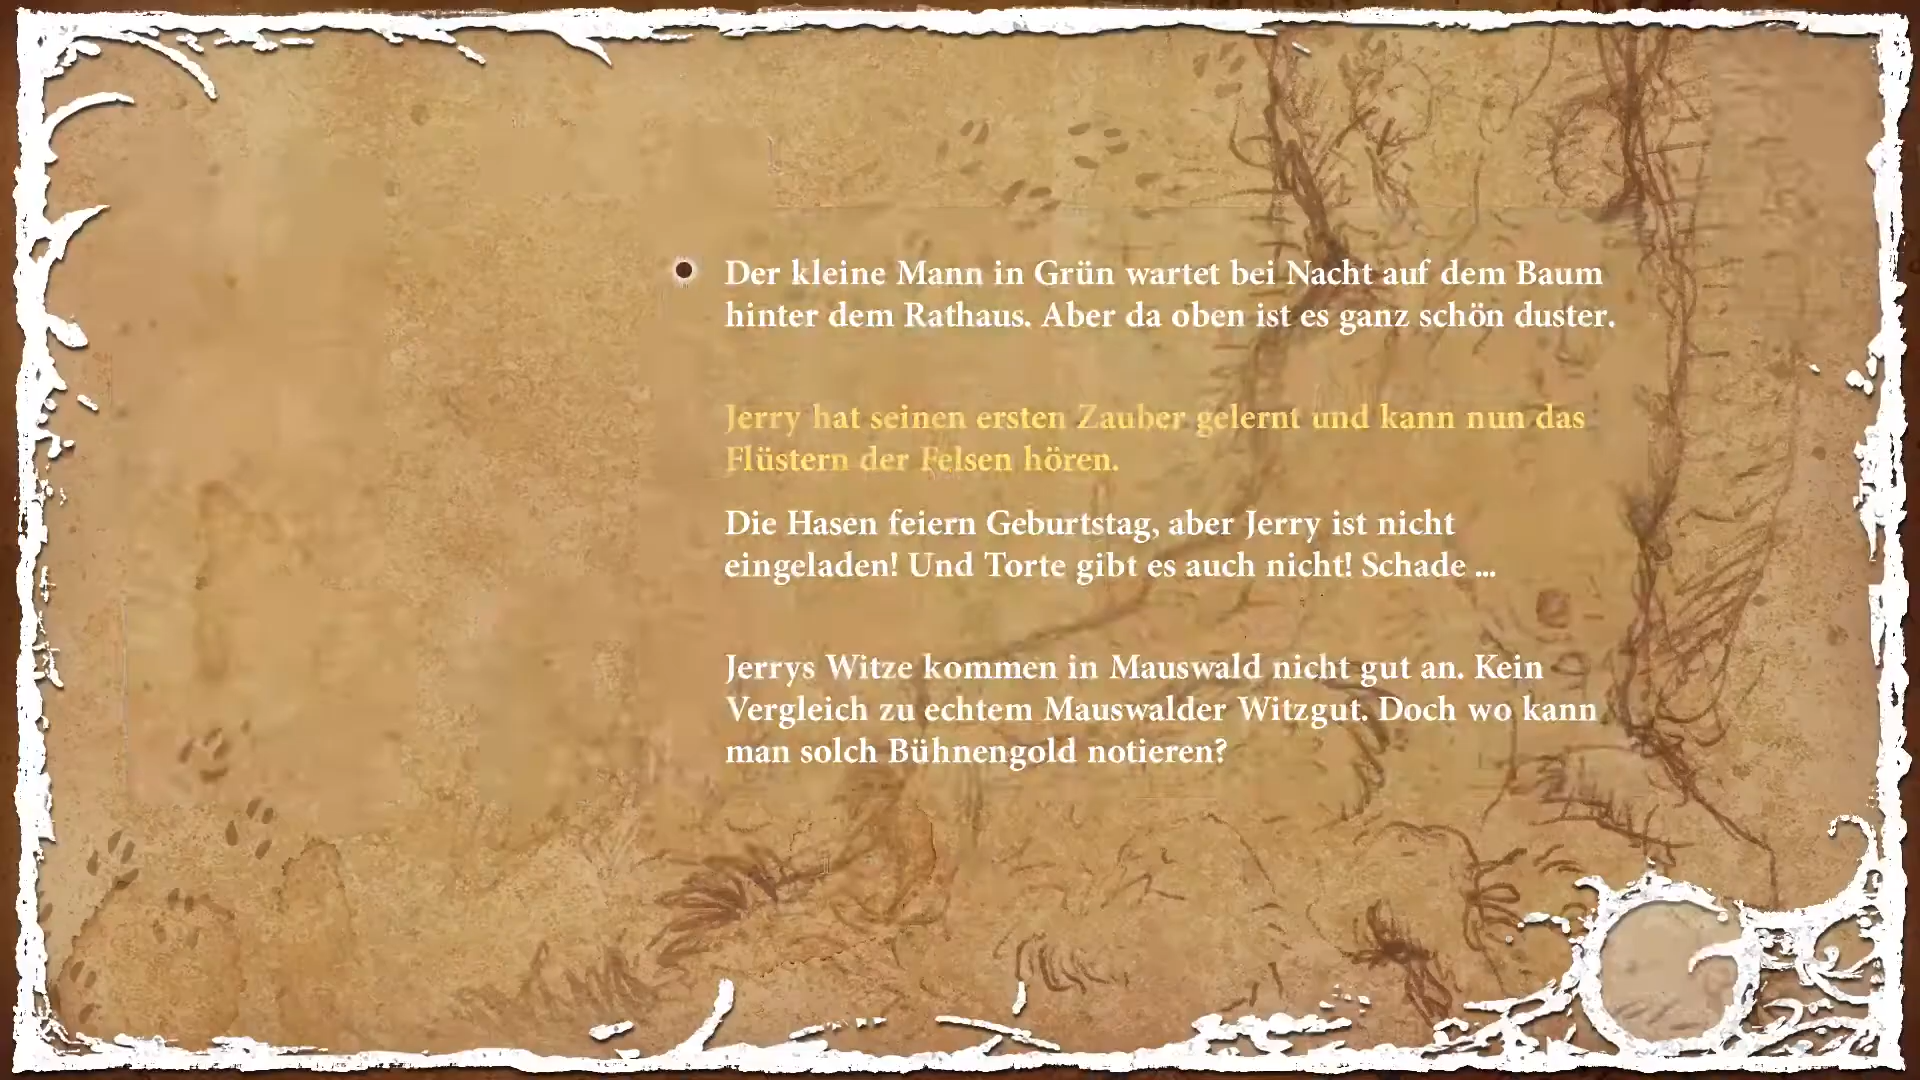 Der kleine Mann in Grün wartet bei Nacht auf dem Baum
hinter dem Rathaus. Aber da oben ist es ganz schön duster.
Jerry hat seinen ersten Zauber gelernt und kann nun das
Flüstern der Felsen hören.
Die Hasen feiern Geburtstag, aber Jerry ist nicht
eingeladen! Und Torte gibt es auch nicht! Schade ...
Jerrys Witze kommen in Mauswald nicht gut an. Kein
Vergleich zu echtem Mauswalder Witzgut. Doch wo kann
man solch Bühnengold notieren?